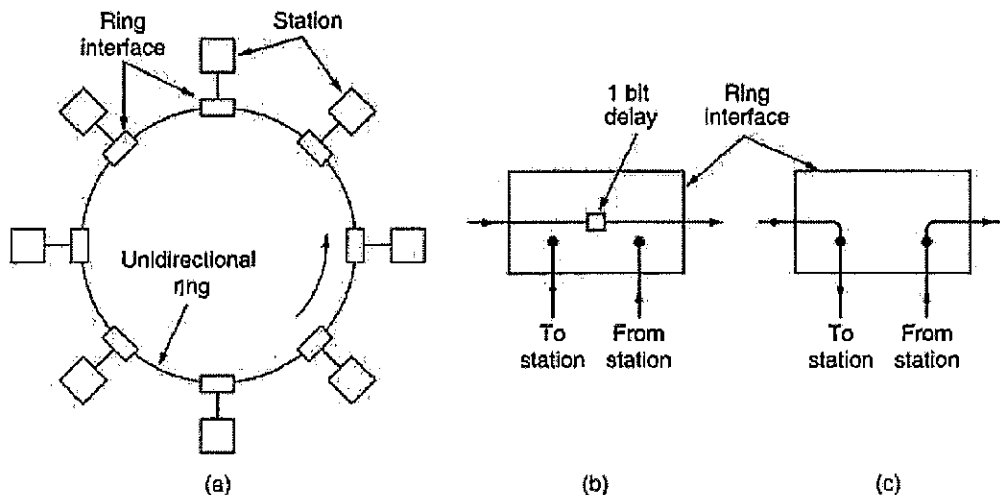 Ring
interface
Station
Unidirectional
ring
(a)
1 bit
delay
Ring
interface
To
station
From
station
(b)
To
station
From
station
(c)